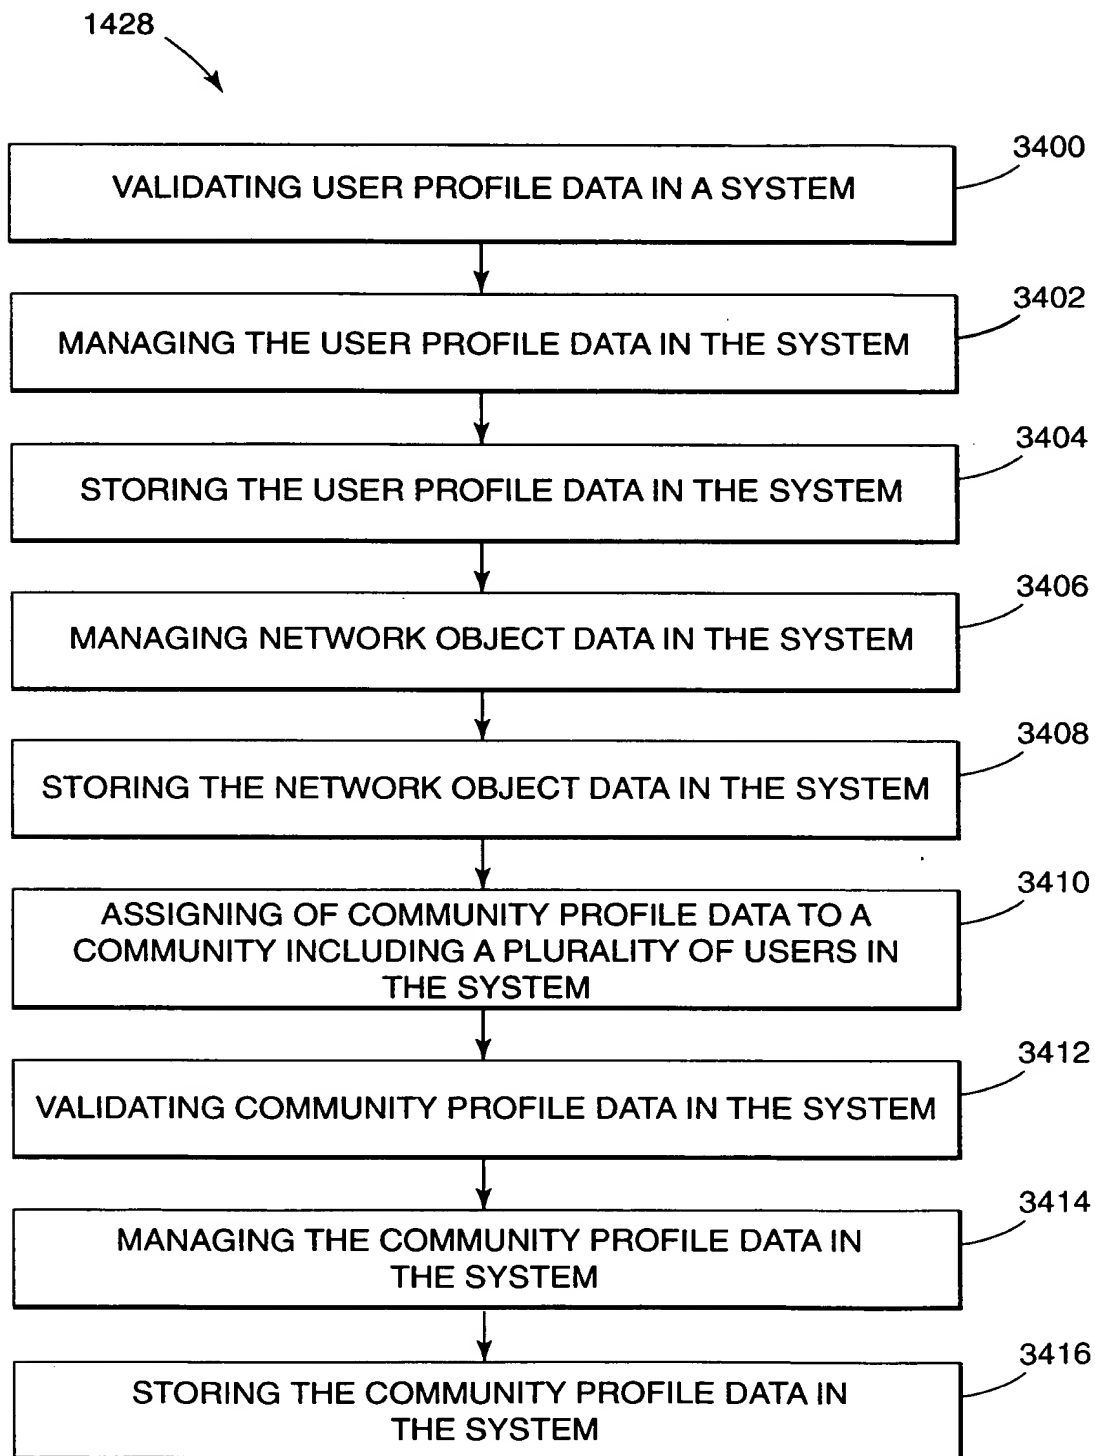 1428
3400
VALIDATING USER PROFILE DATA IN A SYSTEM
3402
MANAGING THE USER PROFILE DATA IN THE SYSTEM
3404
STORING THE USER PROFILE DATA IN THE SYSTEM
3406
MANAGING NETWORK OBJECT DATA IN THE SYSTEM
3408
STORING THE NETWORK OBJECT DATA IN THE SYSTEM
3410
ASSIGNING OF COMMUNITY PROFILE DATA TO A
COMMUNITY INCLUDING A PLURALITY OF USERS IN
THE SYSTEM
3412
VALIDATING COMMUNITY PROFILE DATA IN THE SYSTEM
3414
MANAGING THE COMMUNITY PROFILE DATA IN
THE SYSTEM
3416
STORING THE COMMUNITY PROFILE DATA IN
THE SYSTEM